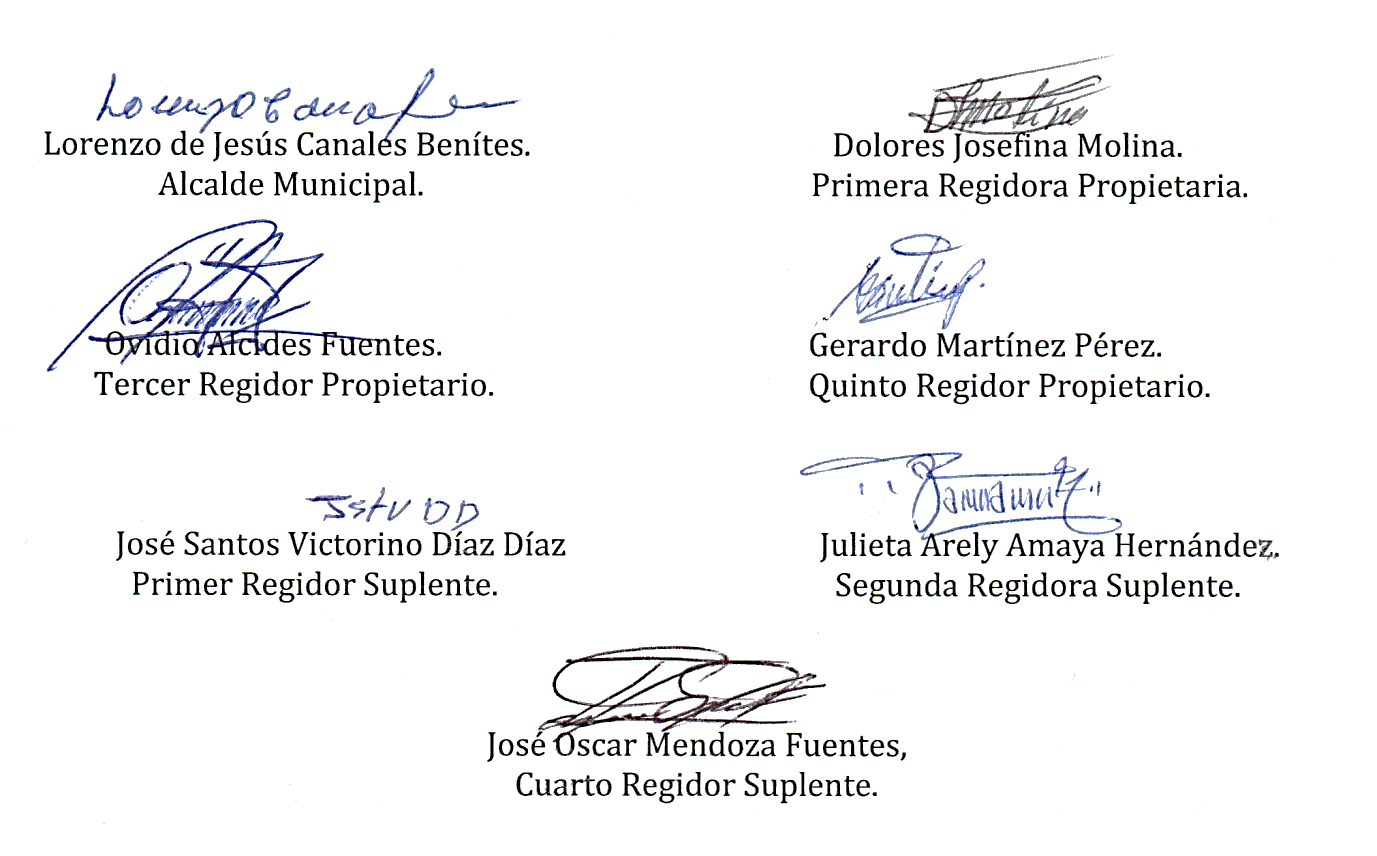 Lorenzo de Jesús Canales Benítes.
Alcalde Municipal.
Dolores Josefina Molina.
Primera Regidora Propietaria.
Ovidio Alcides Fuentes.
Tercer Regidor Propietario.
Gerardo Martínez Pérez.
Quinto Regidor Propietario.
José Santos Victorino Díaz Díaz
Primer Regidor Suplente.
Julieta Arely Amaya Hernández.
Segunda Regidora Suplente.
José Oscar Mendoza Fuentes,
Cuarto Regidor Suplente.